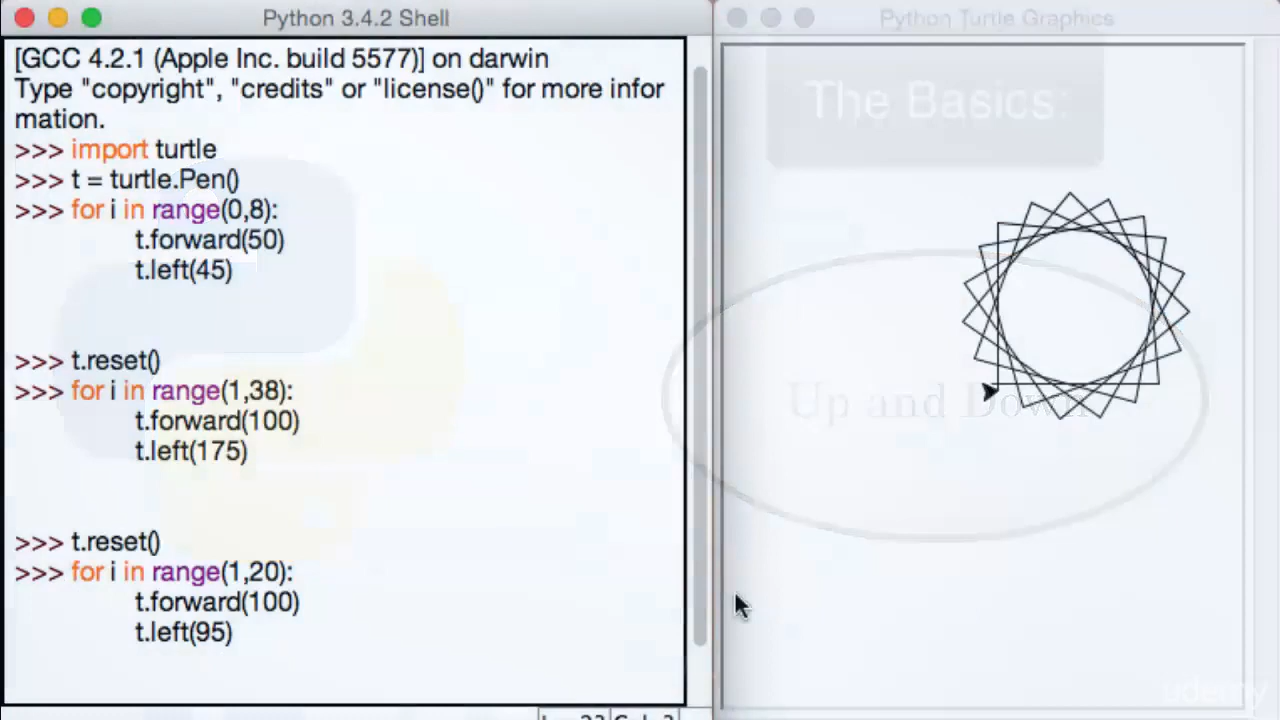 Python 3.4.2 Shell
[GCC 4.2.1 (Apple Inc. build 5577)] on darwin
Type "copyright", "credits" or "license()" for more infor
mation.
>>> import turtle
>>> t = turtle.Pen()
>>> for i in range(0,8):
t.forward(50)
t.left(45)
>>> t.reset()
>>> for i in range(1,38):
t.forward(100)
t.left(175)
>>> t.reset()
>>> for i in range(1,20):
t.forward(100)
t.left(95)
Python Turtle Graphics
The Basics:
Up and Down
udemy